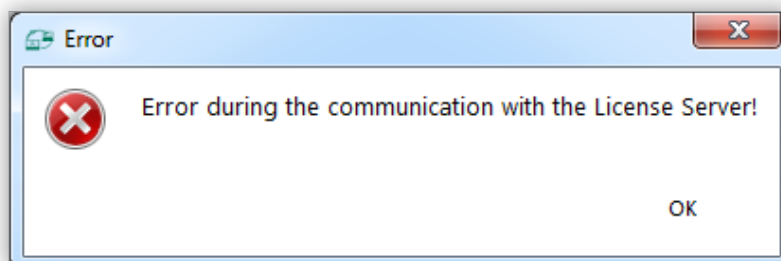 Error
Error during the communication with the License Server!
OK